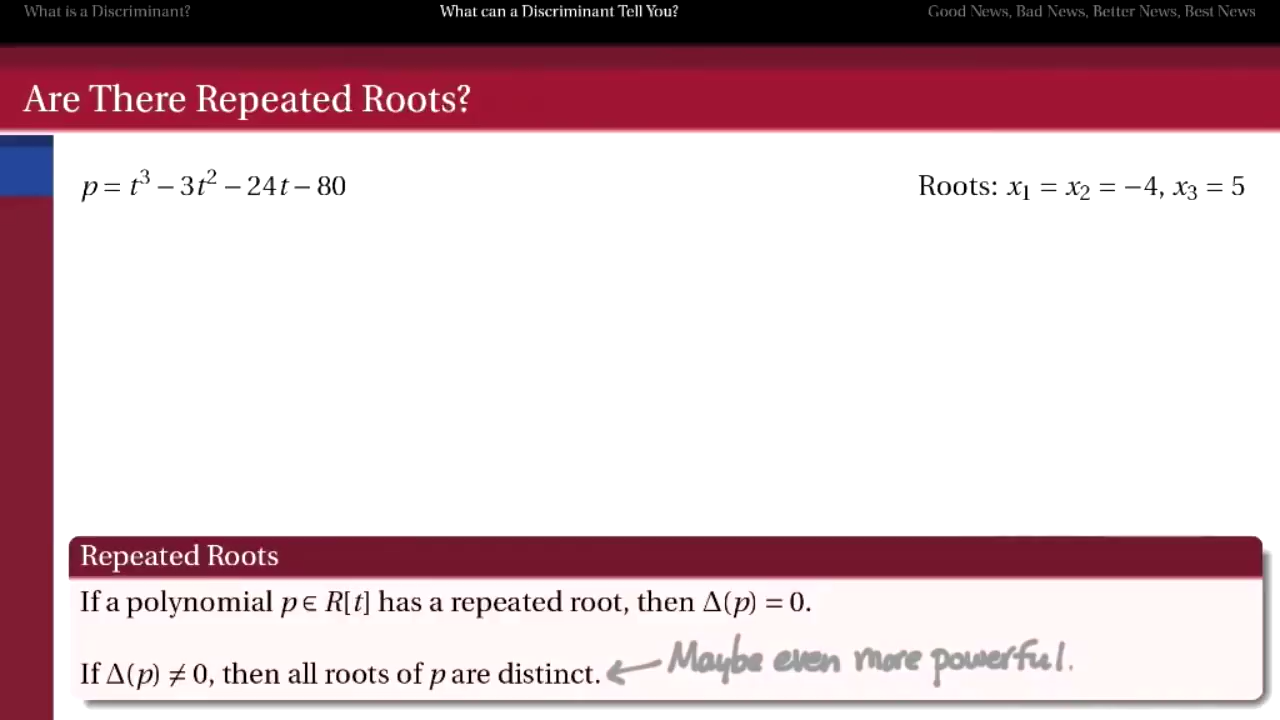 What is a Discriminant? What can a Discriminant Tell You? Good News, Bad News, Better News, Best News
Are There Repeated Roots?
p = t³ − 3t² − 24t − 80 Roots: x₁ = x₂ = −4, x₃ = 5
Repeated Roots
If a polynomial p ∈ R[t] has a repeated root, then Δ(p) = 0.
If Δ(p) ≠ 0, then all roots of p are distinct. ← Maybe even more powerful.